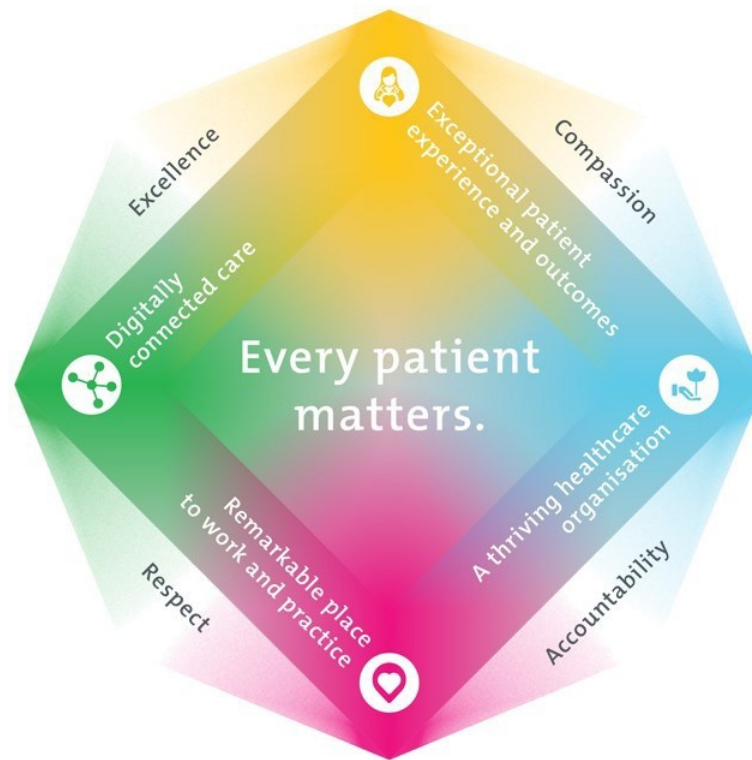 Excellence
Compassion
Exceptional patient
experience and outcomes
Digitally
connected care
Every patient
matters.
A thriving healthcare
organisation
Remarkable place
to work and practice
Respect
Accountability